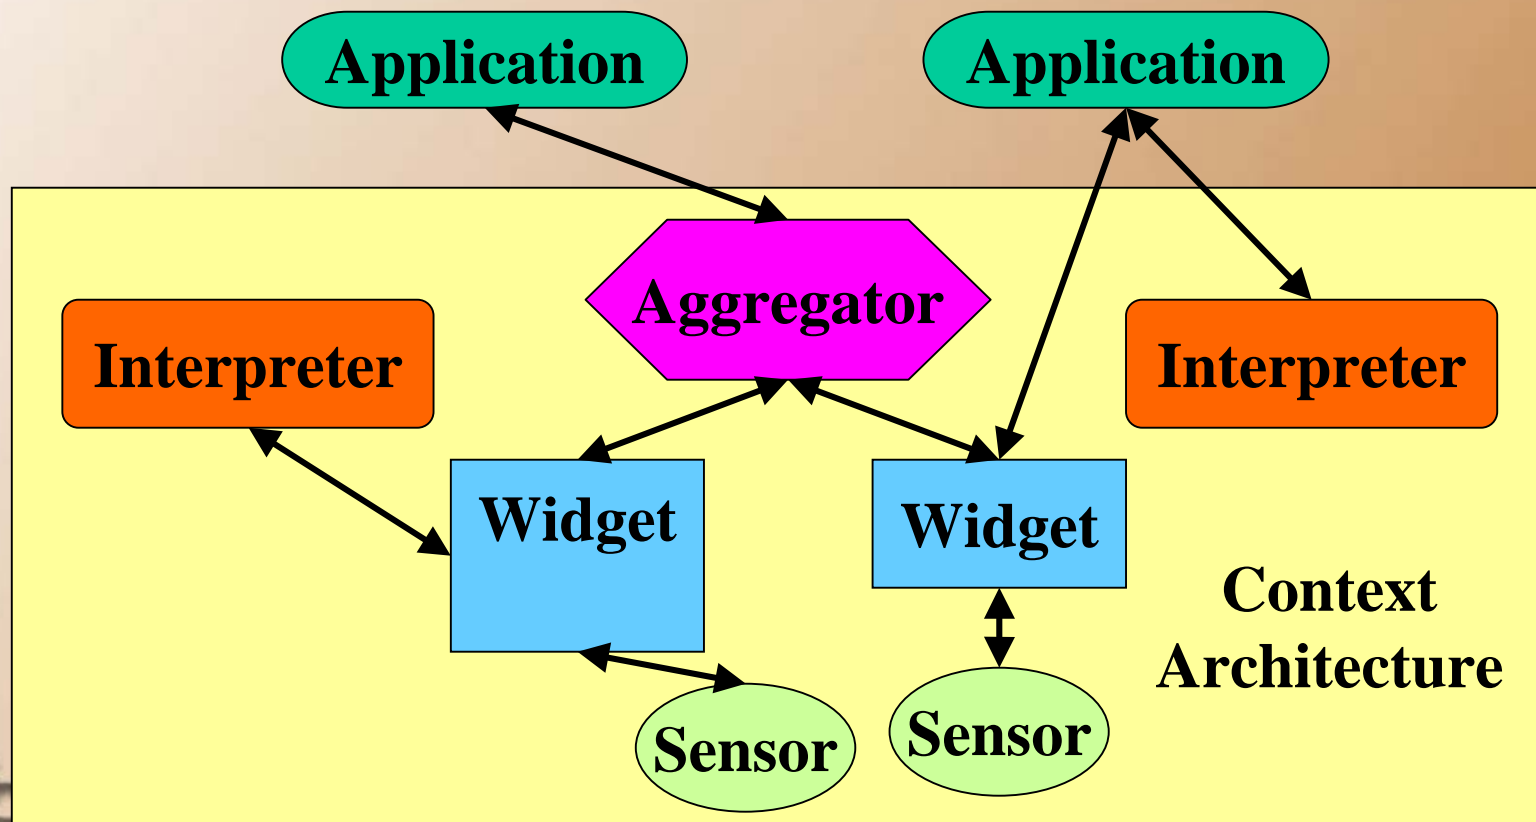 Application
Application
Aggregator
Interpreter
Interpreter
Widget
Widget
Context
Architecture
Sensor
Sensor